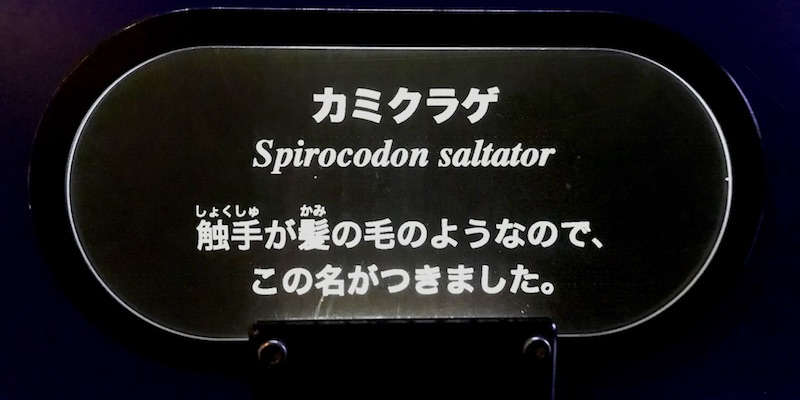 カミクラゲ
Spirocodon saltator
しょくしゅ かみ
触手が髪の毛のようなので、
この名がつきました。